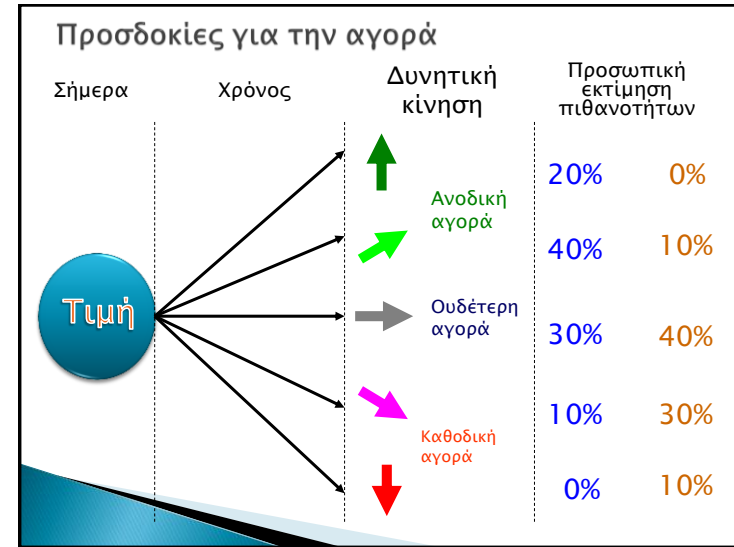 Προσδοκίες για την αγορά
Σήμερα
Χρόνος
Δυνητική
κίνηση
Προσωπική
εκτίμηση
πιθανοτήτων
Τιμή
Ανοδική
αγορά
Ουδέτερη
αγορά
Καθοδική
αγορά
20% 0%
40% 10%
30% 40%
10% 30%
0% 10%